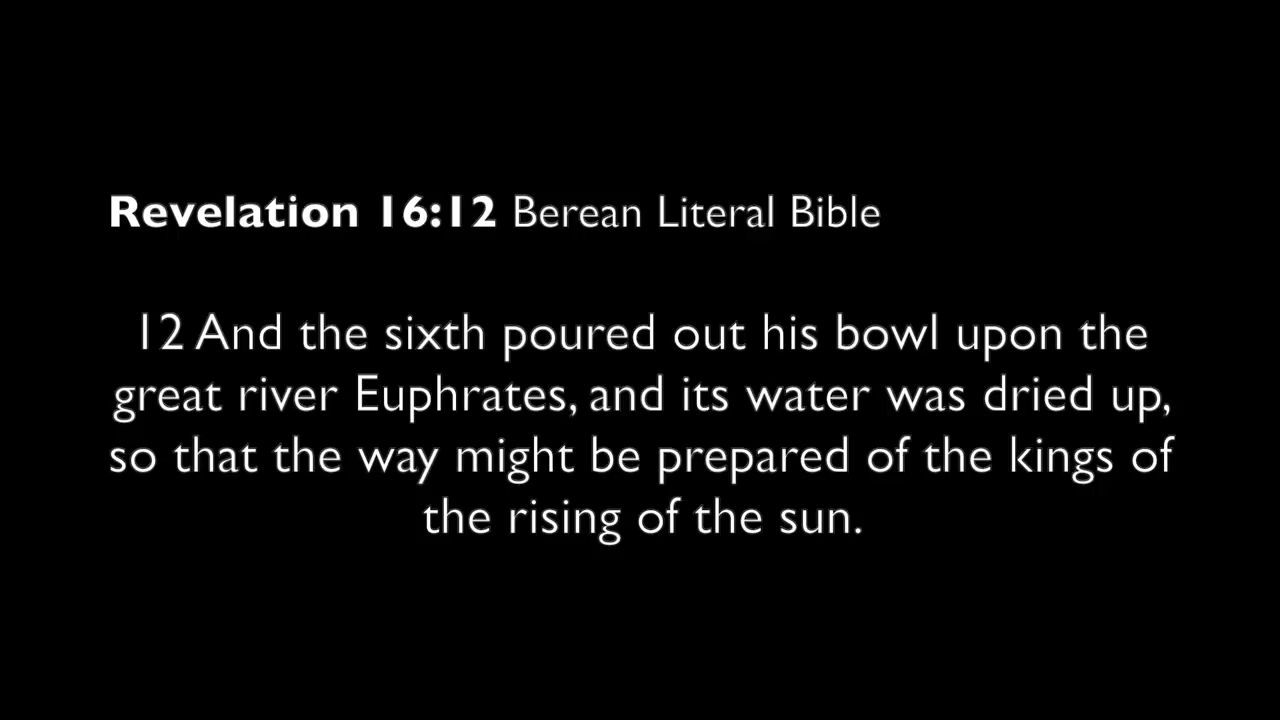 Revelation 16:12 Berean Literal Bible
12 And the sixth poured out his bowl upon the
great river Euphrates, and its water was dried up,
so that the way might be prepared of the kings of
the rising of the sun.